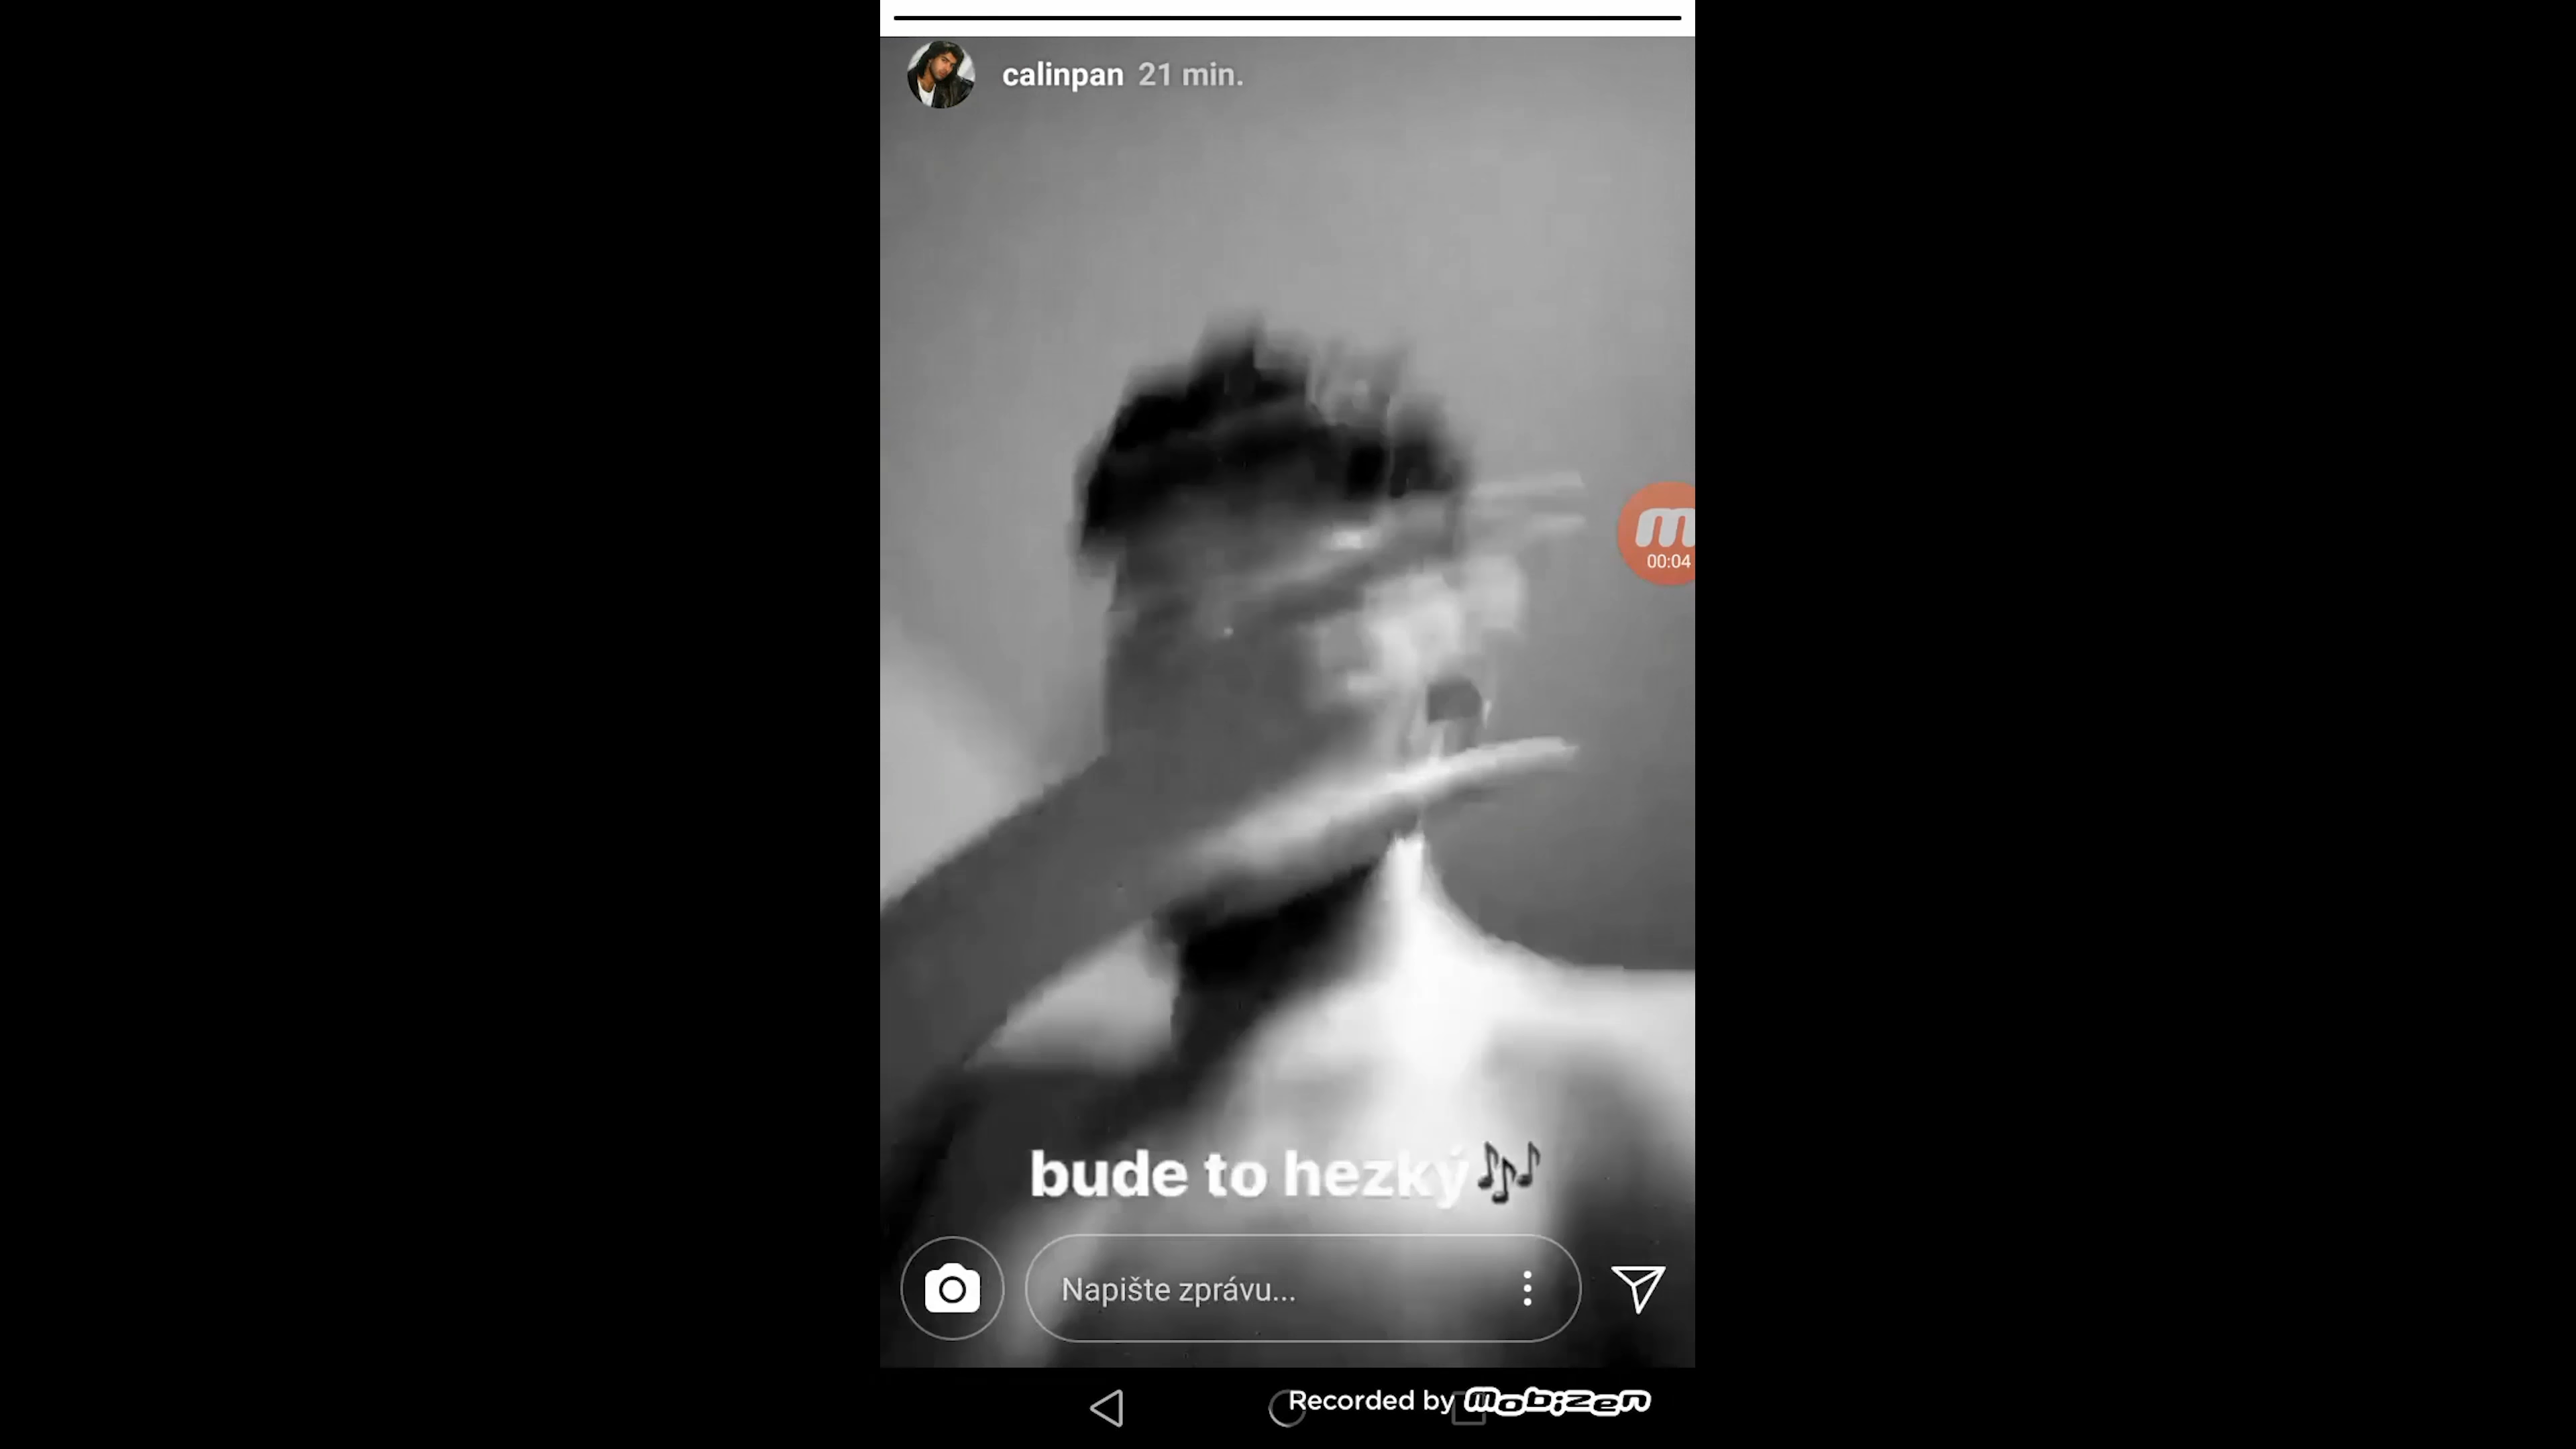 calinpan 21 min.
m
00:04
bude to hezký🎶
Napište zprávu...
Recorded by Mobizen